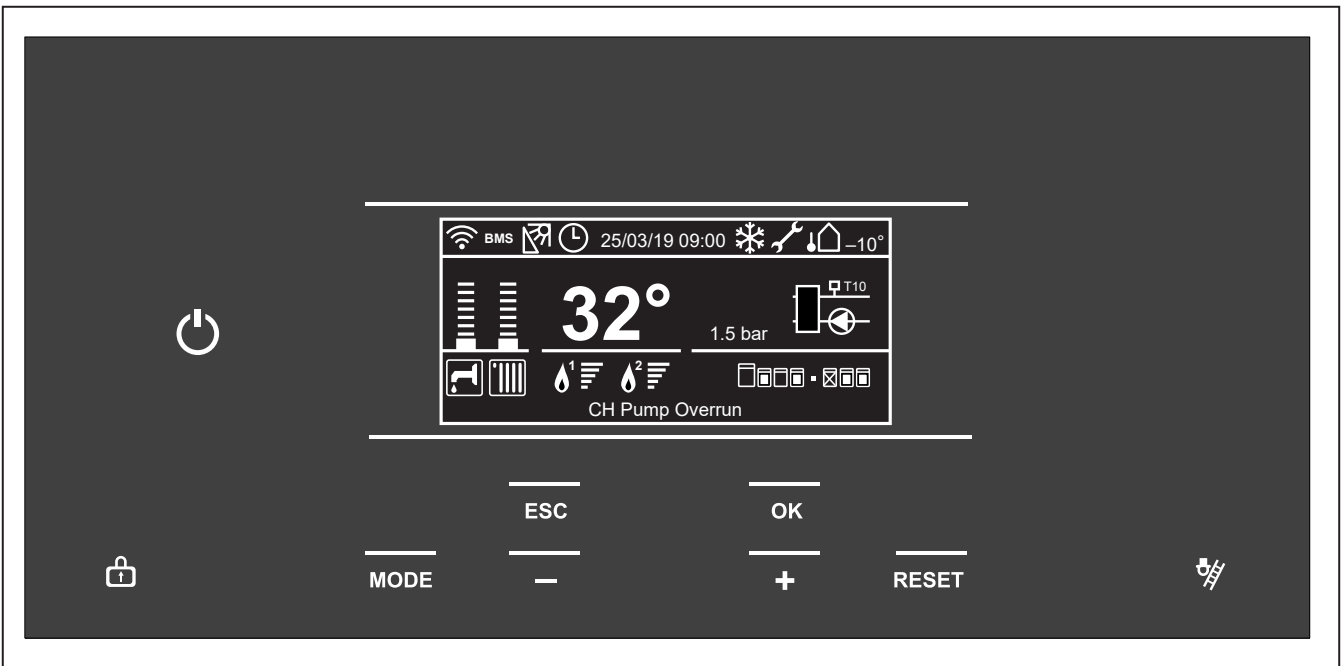 BMS 25/03/19 09:00 –10°
32° 1.5 bar T10
1 2
CH Pump Overrun
ESC OK
MODE – + RESET